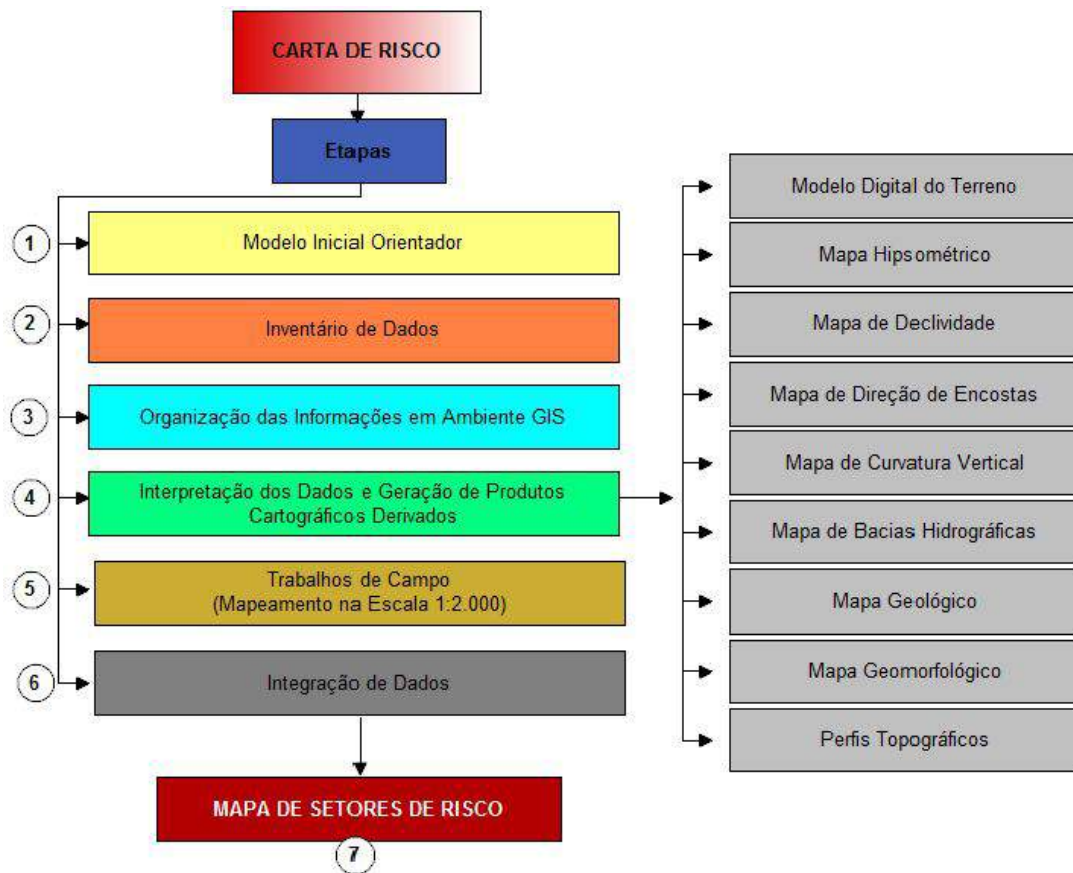 CARTA DE RISCO
Etapas
1
Modelo Inicial Orientador
2
Inventário de Dados
3
Organização das Informações em Ambiente GIS
4
Interpretação dos Dados e Geração de Produtos
Cartográficos Derivados
5
Trabalhos de Campo
(Mapeamento na Escala 1:2.000)
6
Integração de Dados
MAPA DE SETORES DE RISCO
7
Modelo Digital do Terreno
Mapa Hipsométrico
Mapa de Declividade
Mapa de Direção de Encostas
Mapa de Curvatura Vertical
Mapa de Bacias Hidrográficas
Mapa Geológico
Mapa Geomorfológico
Perfis Topográficos